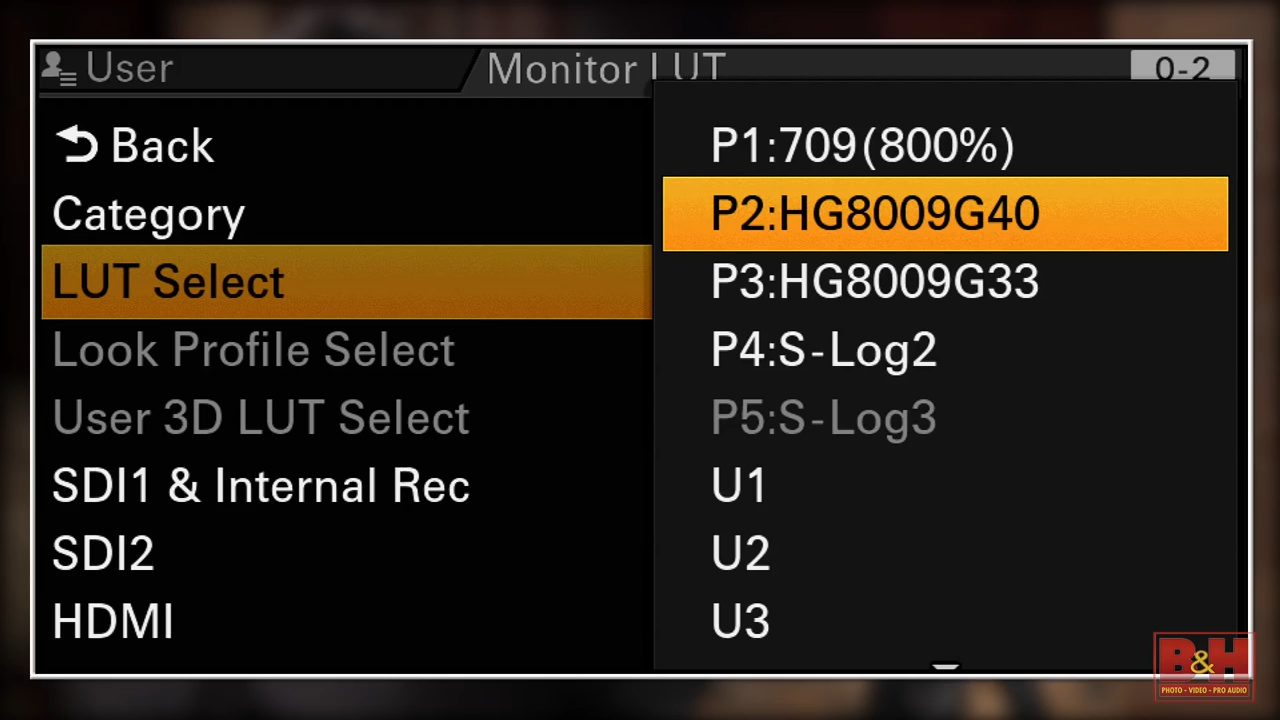 User
Monitor LUT
0-2
Back
Category
LUT Select
Look Profile Select
User 3D LUT Select
SDI1 & Internal Rec
SDI2
HDMI
P1:709(800%)
P2:HG8009G40
P3:HG8009G33
P4:S-Log2
P5:S-Log3
U1
U2
U3
B&H
PHOTO - VIDEO - PRO AUDIO